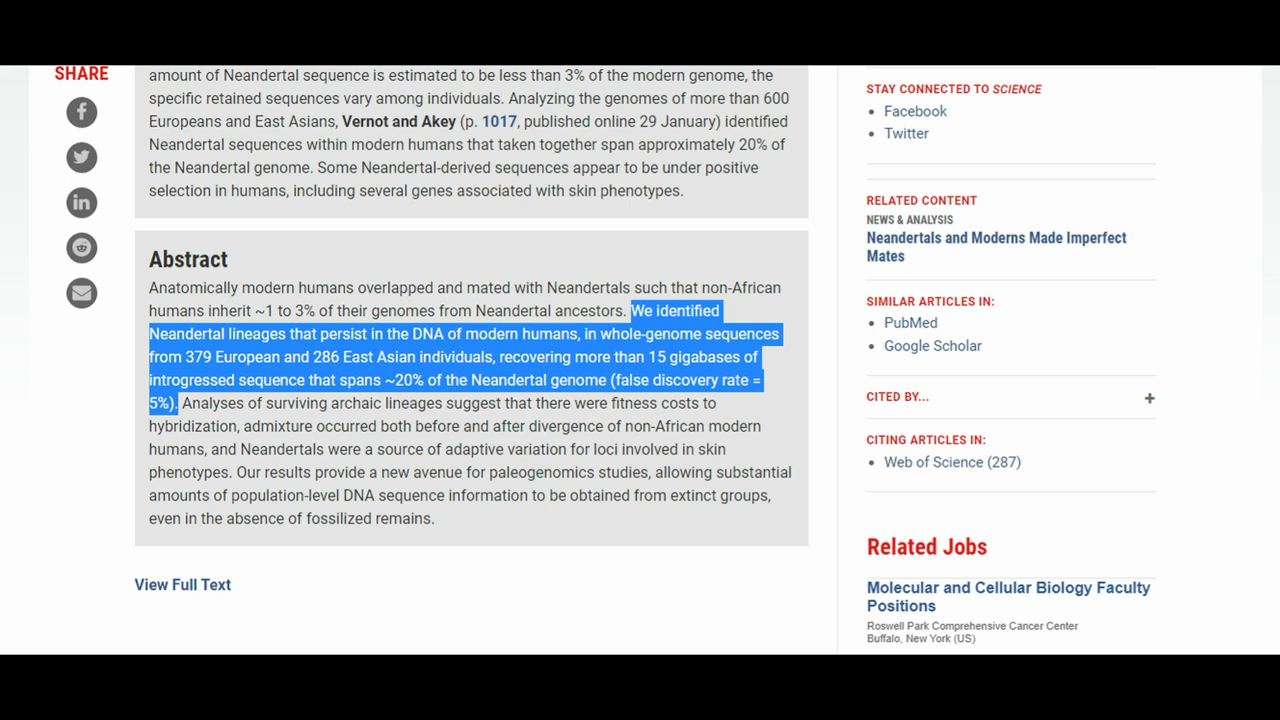 SHARE
amount of Neandertal sequence is estimated to be less than 3% of the modern genome, the
specific retained sequences vary among individuals. Analyzing the genomes of more than 600
Europeans and East Asians, Vernot and Akey (p. 1017, published online 29 January) identified
Neandertal sequences within modern humans that taken together span approximately 20% of
the Neandertal genome. Some Neandertal-derived sequences appear to be under positive
selection in humans, including several genes associated with skin phenotypes.
Abstract
Anatomically modern humans overlapped and mated with Neandertals such that non-African
humans inherit ~1 to 3% of their genomes from Neandertal ancestors. We identified
Neandertal lineages that persist in the DNA of modern humans, in whole-genome sequences
from 379 European and 286 East Asian individuals, recovering more than 15 gigabases of
introgressed sequence that spans ~20% of the Neandertal genome (false discovery rate =
5%). Analyses of surviving archaic lineages suggest that there were fitness costs to
hybridization, admixture occurred both before and after divergence of non-African modern
humans, and Neandertals were a source of adaptive variation for loci involved in skin
phenotypes. Our results provide a new avenue for paleogenomics studies, allowing substantial
amounts of population-level DNA sequence information to be obtained from extinct groups,
even in the absence of fossilized remains.
View Full Text
STAY CONNECTED TO SCIENCE
• Facebook
• Twitter
RELATED CONTENT
NEWS & ANALYSIS
Neandertals and Moderns Made Imperfect
Mates
SIMILAR ARTICLES IN:
• PubMed
• Google Scholar
CITED BY... +
CITING ARTICLES IN:
• Web of Science (287)
Related Jobs
Molecular and Cellular Biology Faculty
Positions
Roswell Park Comprehensive Cancer Center
Buffalo, New York (US)